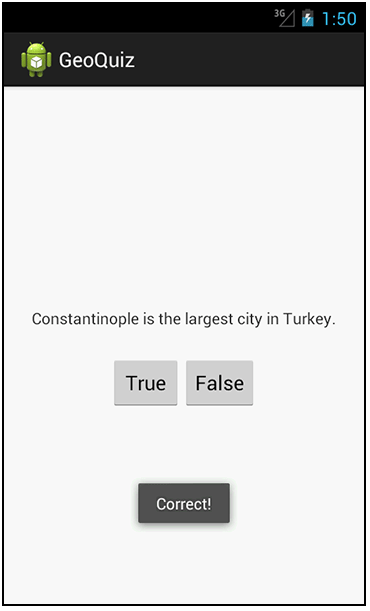 3G 1:50
GeoQuiz
Constantinople is the largest city in Turkey.
True False
Correct!